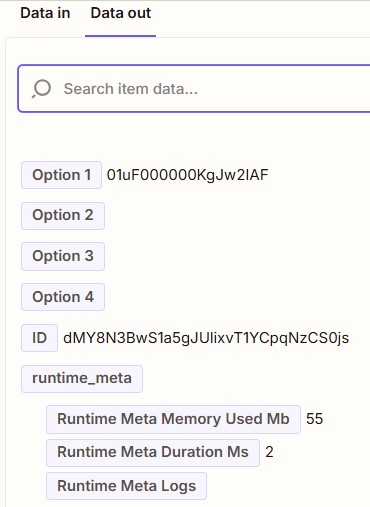 Data in Data out
Search item data...
Option 1 01uF000000KgJw2IAF
Option 2
Option 3
Option 4
ID dMY8N3BwS1a5gJUlixvT1YCpqNzCS0js
runtime_meta
Runtime Meta Memory Used Mb 55
Runtime Meta Duration Ms 2
Runtime Meta Logs